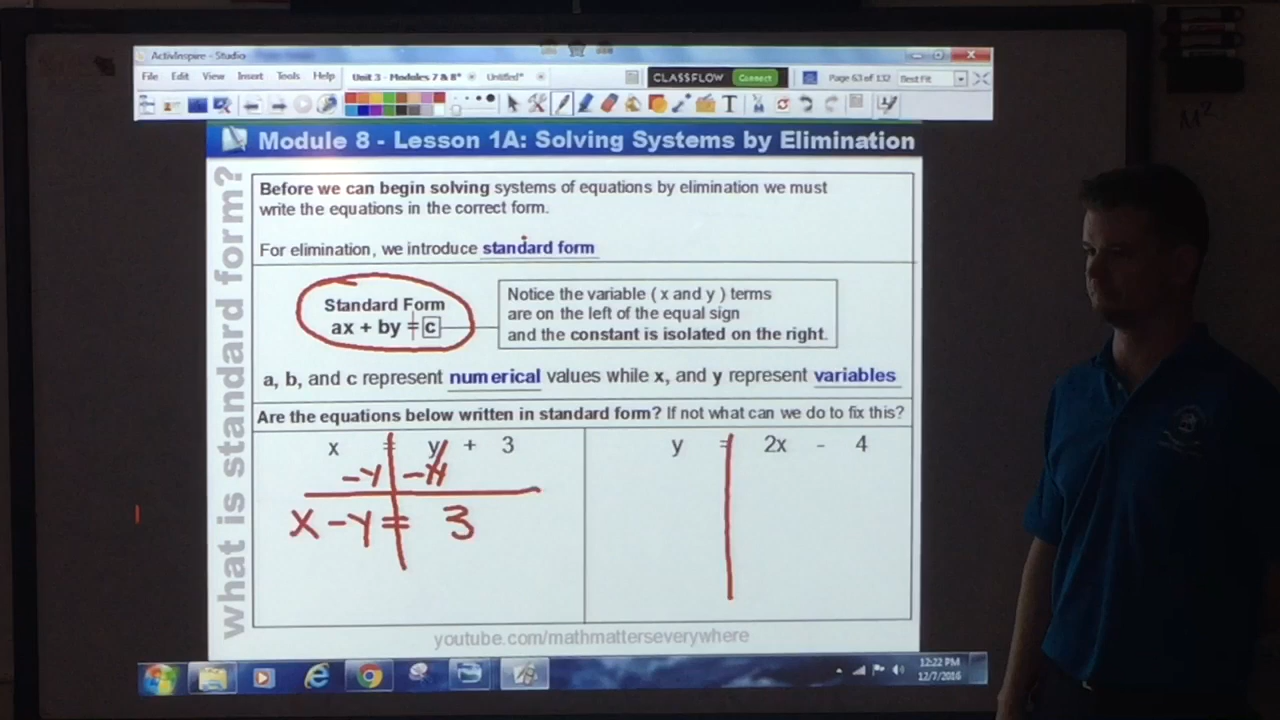 ActivInspire - Studio
File Edit View Insert Tools Help Unit 3 - Modules 7 & 8* Untitled* CLASSFLOW Connect Page 63 of 132 Best Fit
Module 8 - Lesson 1A: Solving Systems by Elimination
what is standard form?
Before we can begin solving systems of equations by elimination we must
write the equations in the correct form.
For elimination, we introduce standard form
Standard Form
ax + by = c
Notice the variable ( x and y ) terms
are on the left of the equal sign
and the constant is isolated on the right.
a, b, and c represent numerical values while x, and y represent variables
Are the equations below written in standard form? If not what can we do to fix this?
x = y + 3
-y -y
x - y = 3
y = 2x - 4
youtube.com/mathmatterseverywhere
12:22 PM
12/7/2016
M²